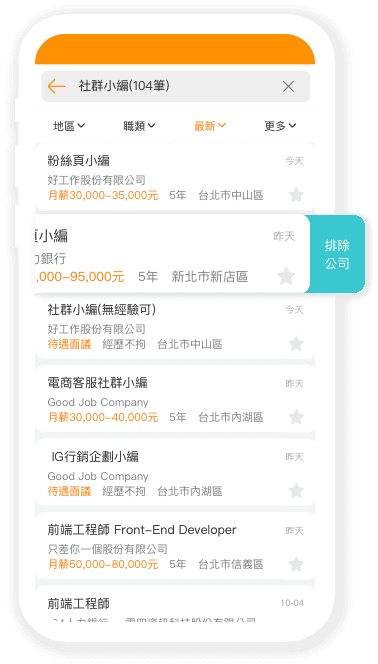 社群小編(104筆)
地區 職類 最新 更多
粉絲頁小編 今天
好工作股份有限公司
月薪30,000-35,000元 5年 台北市中山區
頁小編 昨天
力銀行
,000-95,000元 5年 新北市新店區
排除
公司
社群小編(無經驗可) 今天
好工作股份有限公司
待遇面議 經歷不拘 台北市中山區
電商客服社群小編 昨天
Good Job Company
月薪30,000-40,000元 5年 台北市內湖區
IG行銷企劃小編 昨天
Good Job Company
待遇面議 經歷不拘 台北市內湖區
前端工程師 Front-End Developer 昨天
只差你一個股份有限公司
月薪50,000-80,000元 5年 台北市信義區
前端工程師 10-04